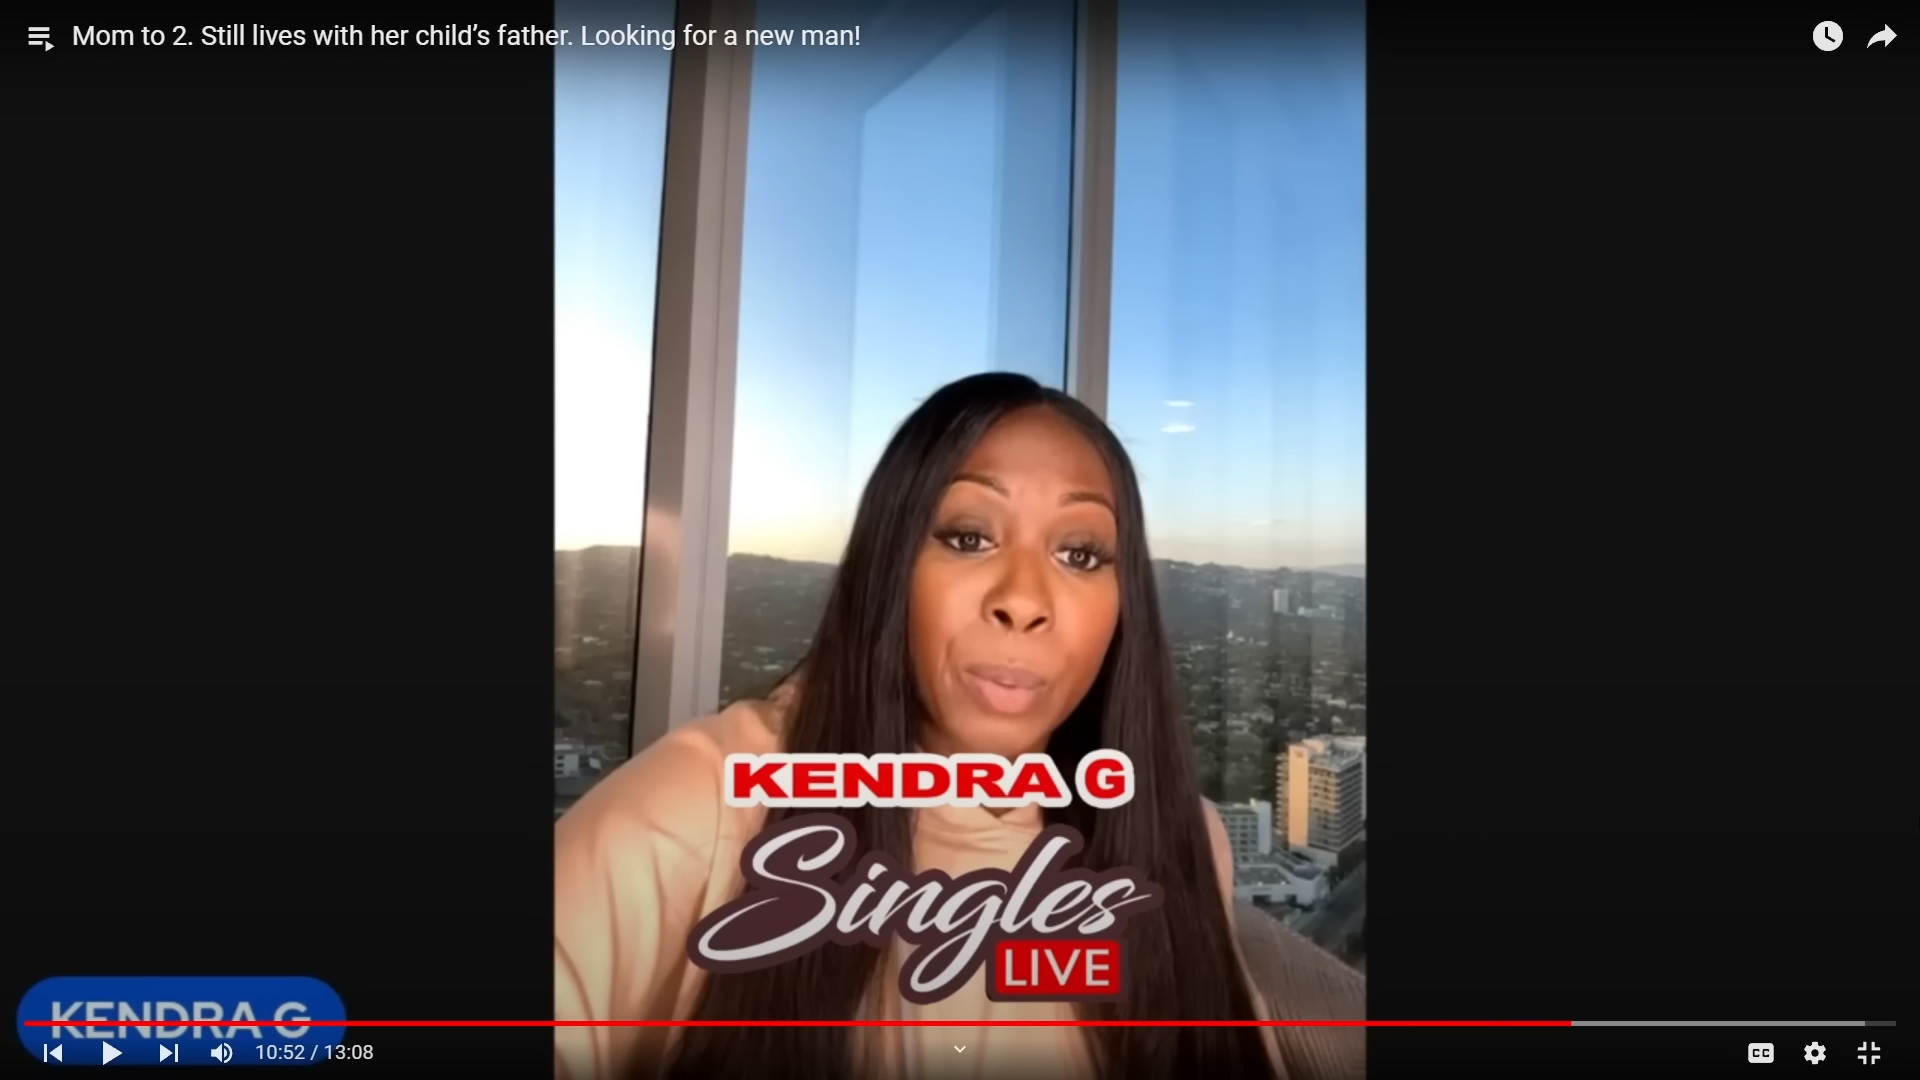 Mom to 2. Still lives with her child’s father. Looking for a new man!
KENDRA G
Singles
LIVE
KENDRA G
10:52 / 13:08
CC